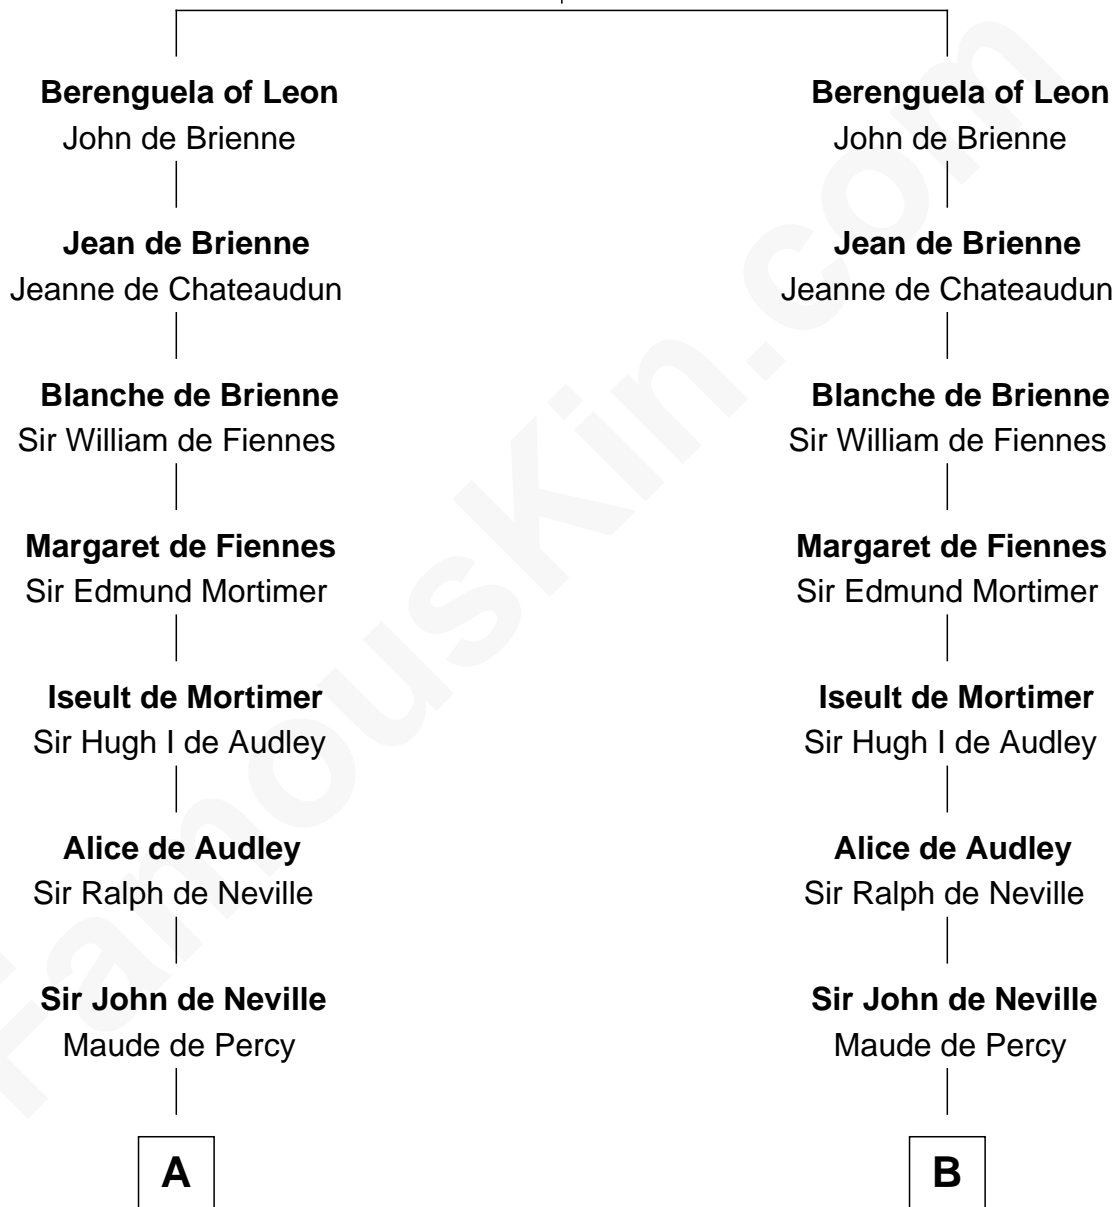 Berenguela of Leon
John de Brienne
Jean de Brienne
Jeanne de Chateaudun
Blanche de Brienne
Sir William de Fiennes
Margaret de Fiennes
Sir Edmund Mortimer
Iseult de Mortimer
Sir Hugh I de Audley
Alice de Audley
Sir Ralph de Neville
Sir John de Neville
Maude de Percy
A
Berenguela of Leon
John de Brienne
Jean de Brienne
Jeanne de Chateaudun
Blanche de Brienne
Sir William de Fiennes
Margaret de Fiennes
Sir Edmund Mortimer
Iseult de Mortimer
Sir Hugh I de Audley
Alice de Audley
Sir Ralph de Neville
Sir John de Neville
Maude de Percy
B
FamousKin.com